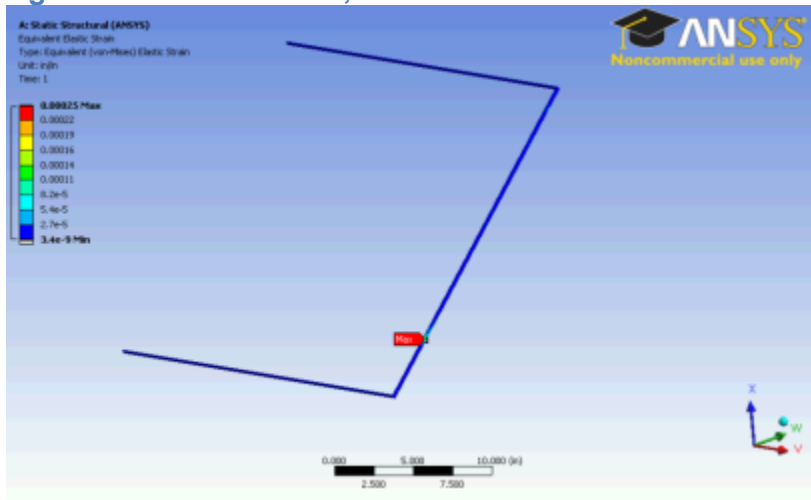 A: Static Structural (ANSYS)
Equivalent Elastic Strain
Type: Equivalent (von-Mises) Elastic Strain
Unit: in/in
Time: 1
0.00025 Max
0.00022
0.00019
0.00016
0.00014
0.00011
8.2e-5
5.4e-5
2.7e-5
3.4e-9 Min
ANSYS
Noncommercial use only
Max
0.000
5.000
10.000 (in)
2.500
7.500
X
W
V